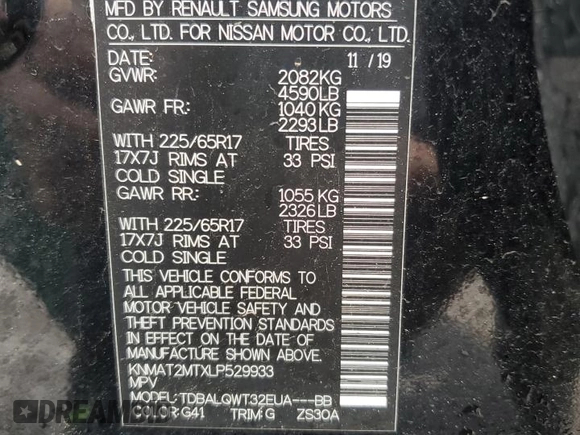 MFD BY RENAULT SAMSUNG MOTORS
CO., LTD. FOR NISSAN MOTOR CO., LTD.
DATE: 11 / 19
GVWR: 2082KG
4590LB
GAWR FR: 1040 KG
2293LB
WITH 225/65R17 TIRES
17X7J RIMS AT 33 PSI
COLD SINGLE
GAWR RR: 1055 KG
2326LB
WITH 225/65R17 TIRES
17X7J RIMS AT 33 PSI
COLD SINGLE
THIS VEHICLE CONFORMS TO
ALL APPLICABLE FEDERAL
MOTOR VEHICLE SAFETY AND
THEFT PREVENTION STANDARDS
IN EFFECT ON THE DATE OF
MANUFACTURE SHOWN ABOVE.
KNMAT2MTXLP529933
MPV
MODEL:TDBALQWT32EUA---BB
COLOR:G41 TRIM:G ZS30A
EPICVIN